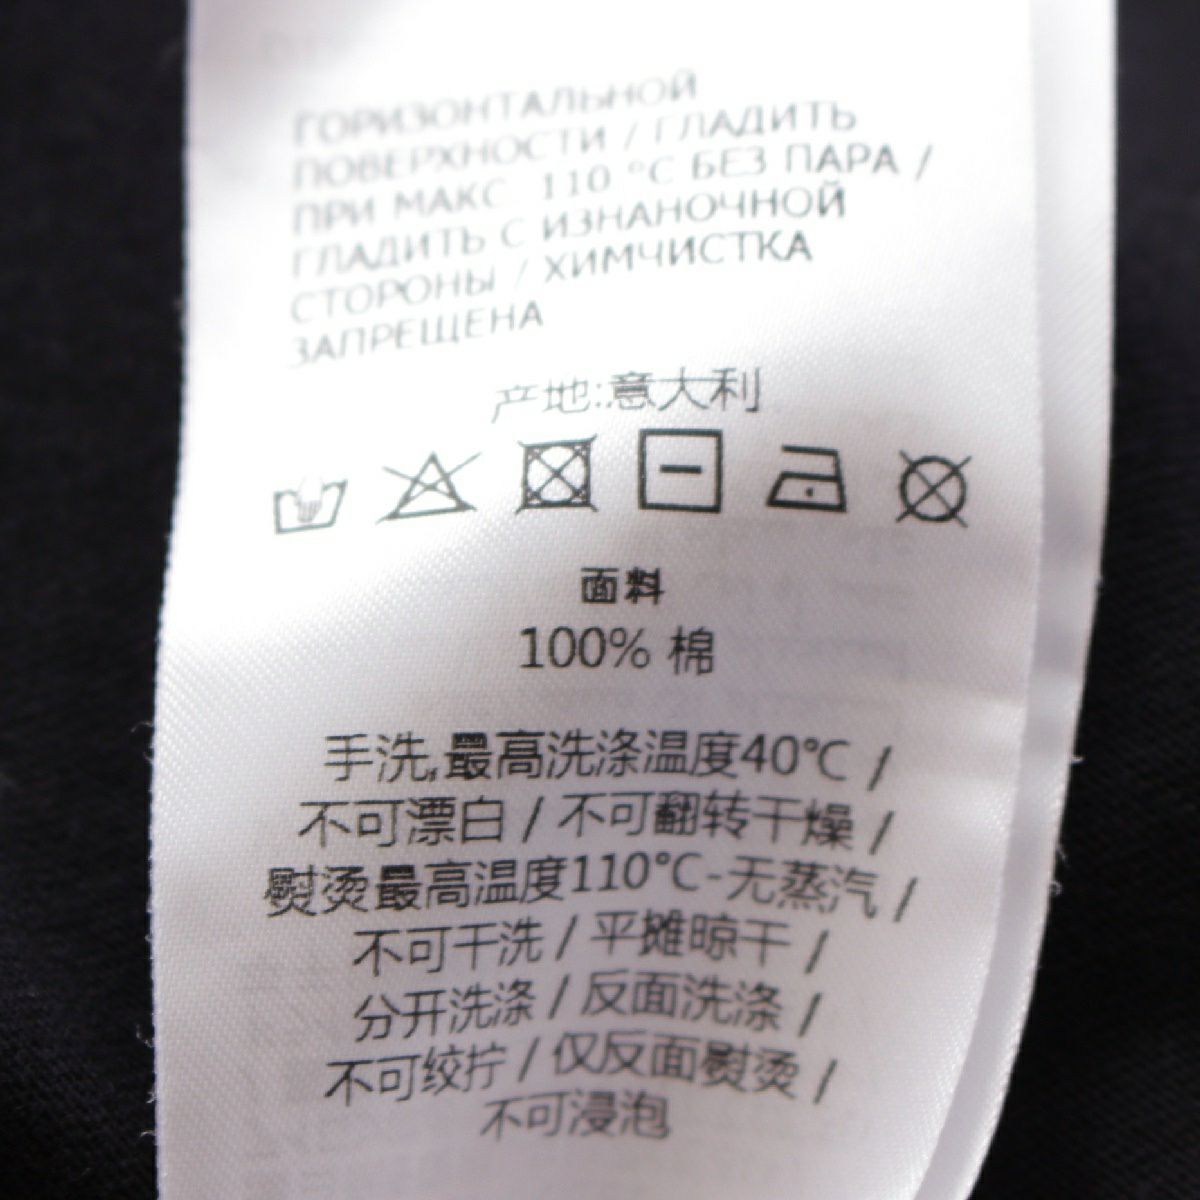 ГОРИЗОНТАЛЬНОЙ
ПОВЕРХНОСТИ / ГЛАДИТЬ
ПРИ МАКС. 110 °C БЕЗ ПАРА /
ГЛАДИТЬ С ИЗНАНОЧНОЙ
СТОРОНЫ / ХИМЧИСТКА
ЗАПРЕЩЕНА
产地:意大利
面料
100% 棉
手洗,最高洗涤温度40℃ /
不可漂白 / 不可翻转干燥 /
熨烫最高温度110℃-无蒸汽 /
不可干洗 / 平摊晾干 /
分开洗涤 / 反面洗涤 /
不可绞拧 / 仅反面熨烫 /
不可浸泡